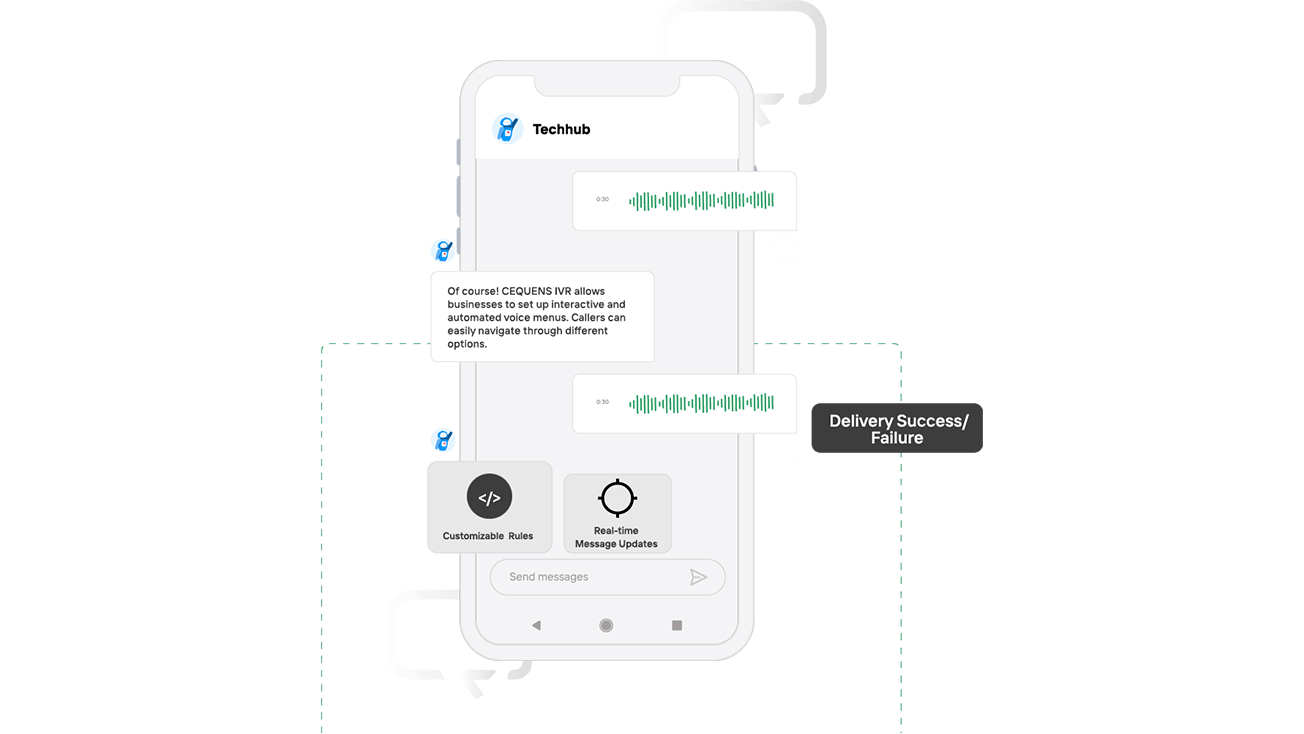 Techhub
0:30
Of course! CEQUENS IVR allows
businesses to set up interactive and
automated voice menus. Callers can
easily navigate through different
options.
0:30
Delivery Success/
Failure
</>
Customizable Rules
Real-time
Message Updates
Send messages